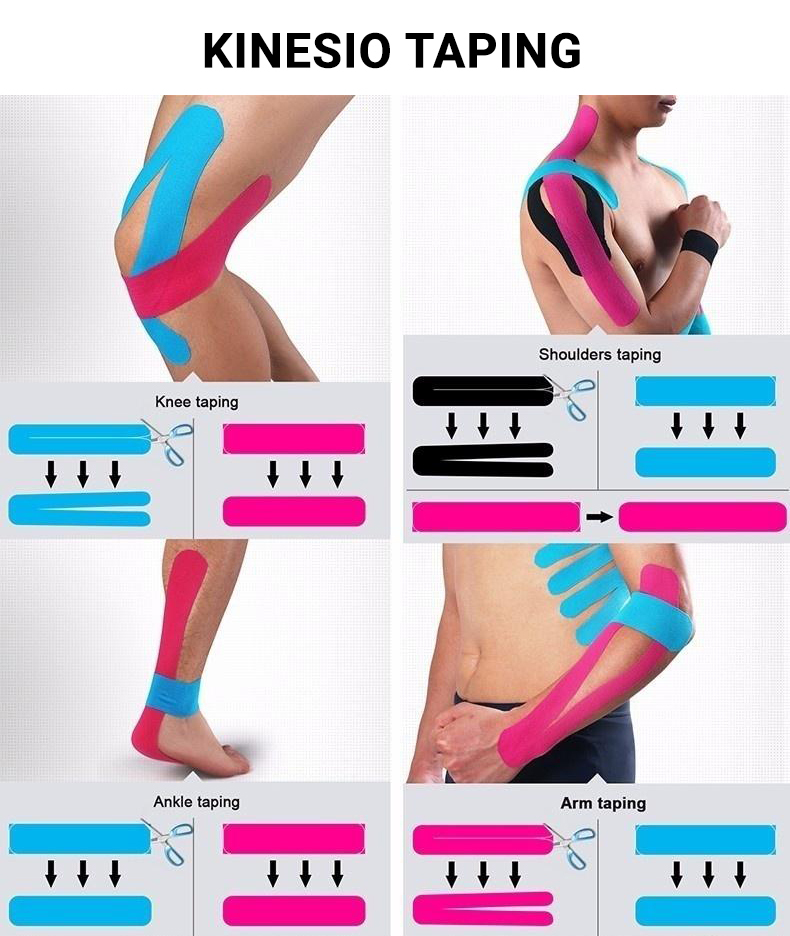 KINESIO TAPING
Knee taping
Shoulders taping
Ankle taping
Arm taping